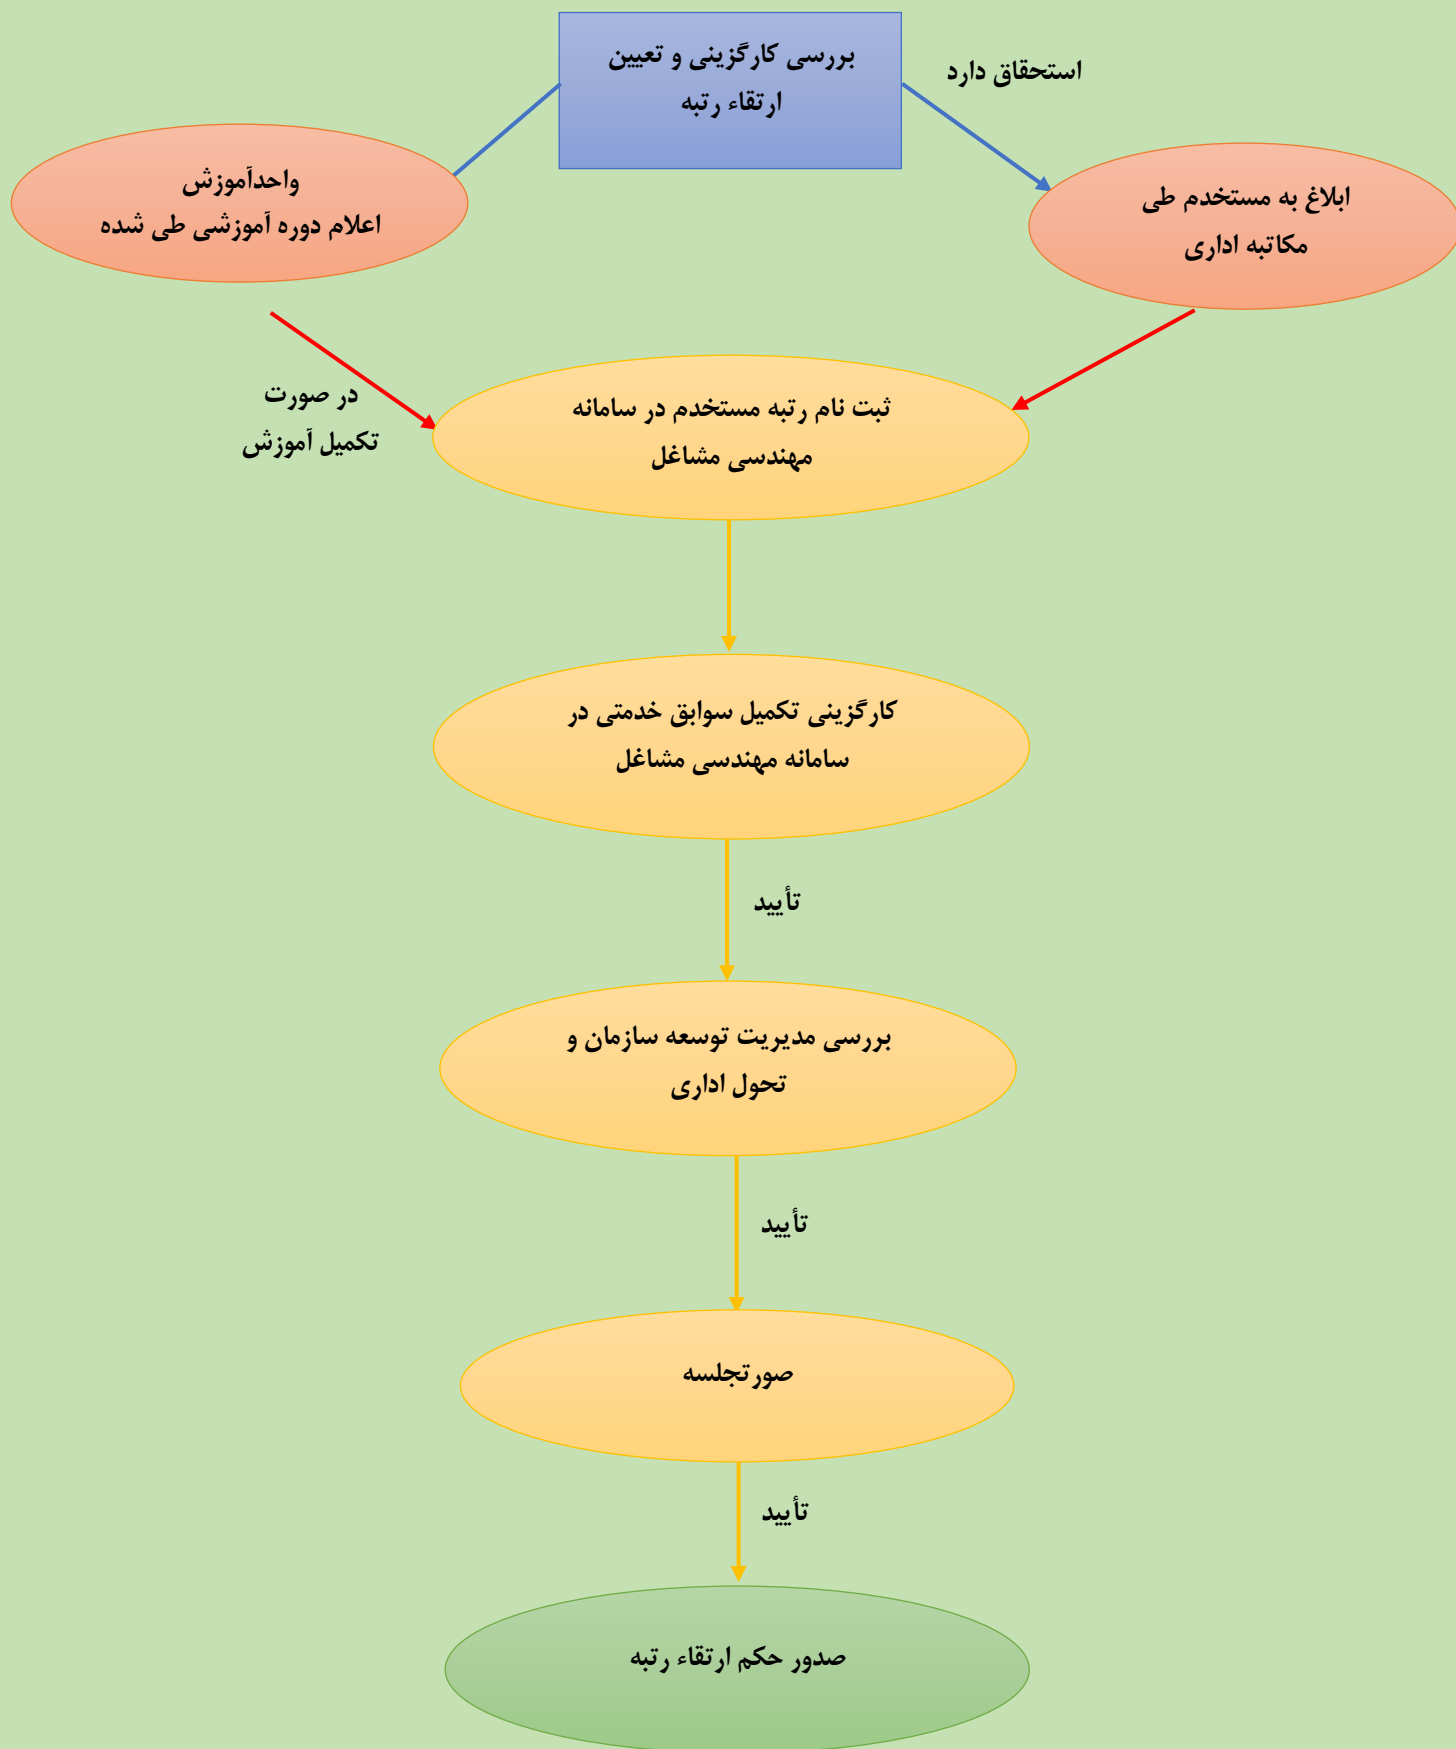 بررسی کارگزینی و تعیین
ارتقاء رتبه
استحقاق دارد
ابلاغ به مستخدم طی
مکاتبه اداری
واحدآموزش
اعلام دوره آموزشی طی شده
در صورت
تکمیل آموزش
ثبت نام رتبه مستخدم در سامانه
مهندسی مشاغل
کارگزینی تکمیل سوابق خدمتی در
سامانه مهندسی مشاغل
تأیید
بررسی مدیریت توسعه سازمان و
تحول اداری
تأیید
صورتجلسه
تأیید
صدور حکم ارتقاء رتبه